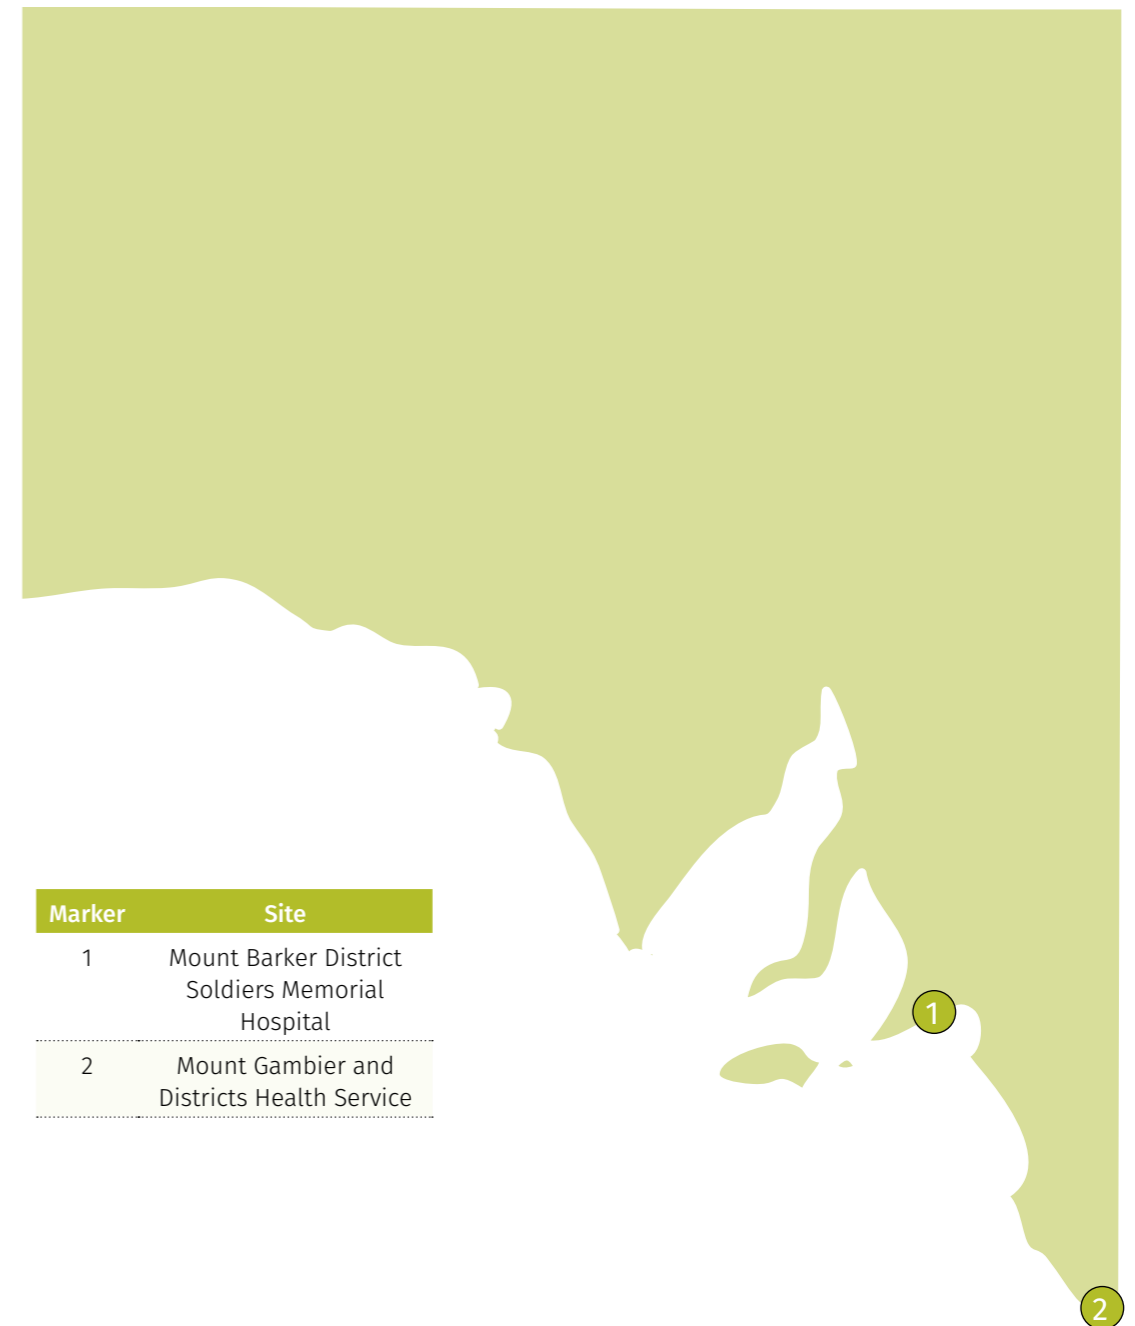 Marker Site
1 Mount Barker District
Soldiers Memorial
Hospital
2 Mount Gambier and
Districts Health Service
1
2